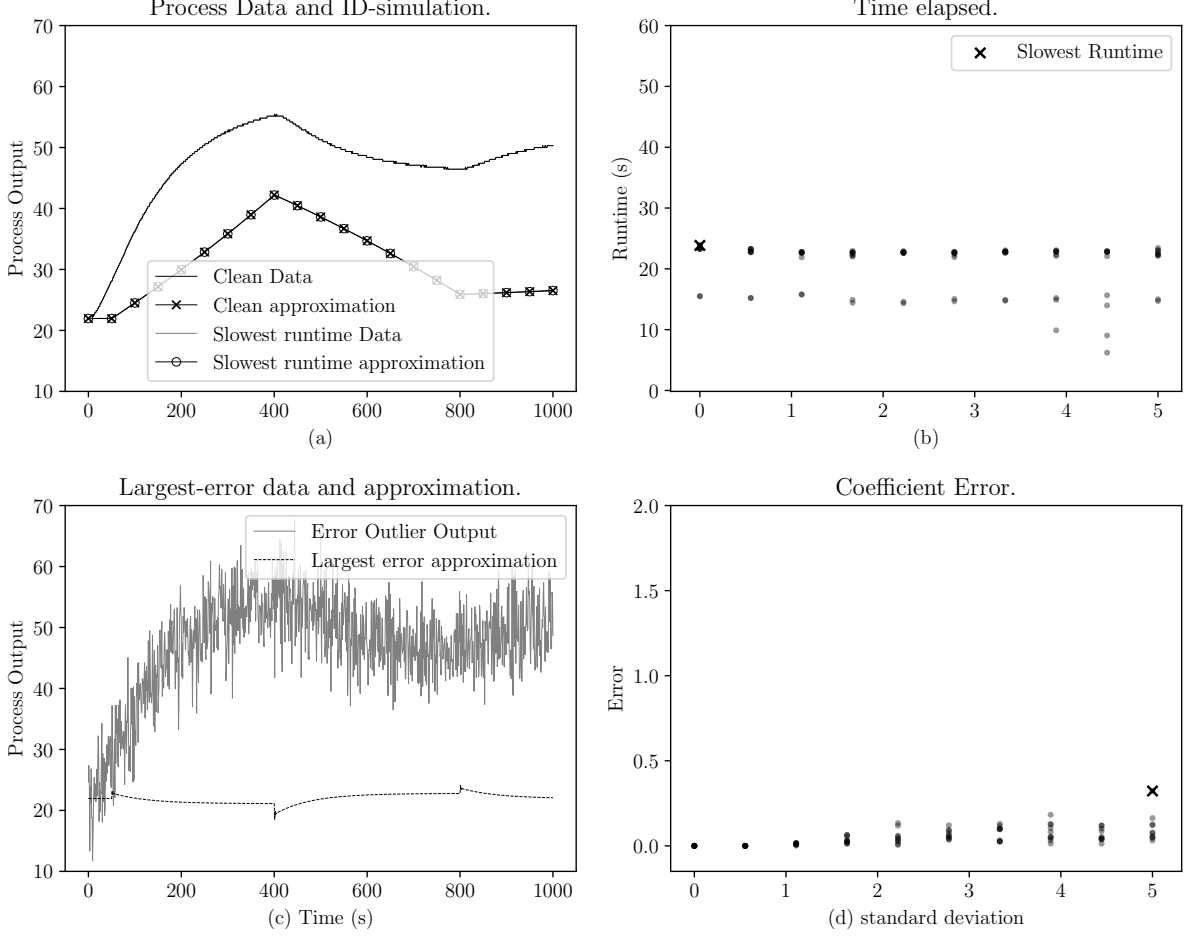 Process Data and ID-simulation.
70
60
50
40
30
20
10
Process Output
Clean Data
Clean approximation
Slowest runtime Data
Slowest runtime approximation
0 200 400 600 800 1000
(a)
Time elapsed.
60
50
40
30
20
10
0
Runtime (s)
Slowest Runtime
0 1 2 3 4 5
(b)
Largest-error data and approximation.
70
60
50
40
30
20
10
Process Output
Error Outlier Output
Largest error approximation
0 200 400 600 800 1000
(c) Time (s)
Coefficient Error.
2.0
1.5
1.0
0.5
0.0
Error
0 1 2 3 4 5
(d) standard deviation